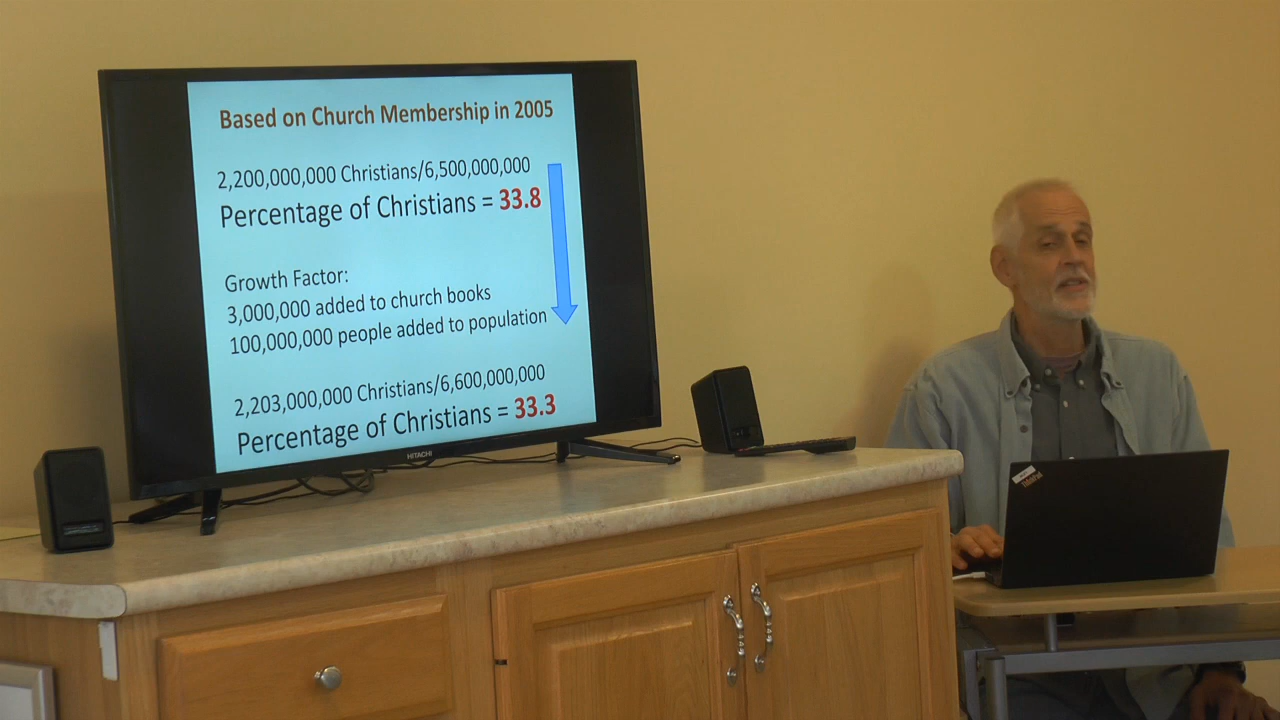 Based on Church Membership in 2005
2,200,000,000 Christians/6,500,000,000
Percentage of Christians = 33.8
Growth Factor:
3,000,000 added to church books
100,000,000 people added to population
2,203,000,000 Christians/6,600,000,000
Percentage of Christians = 33.3
HITACHI
ThinkPad